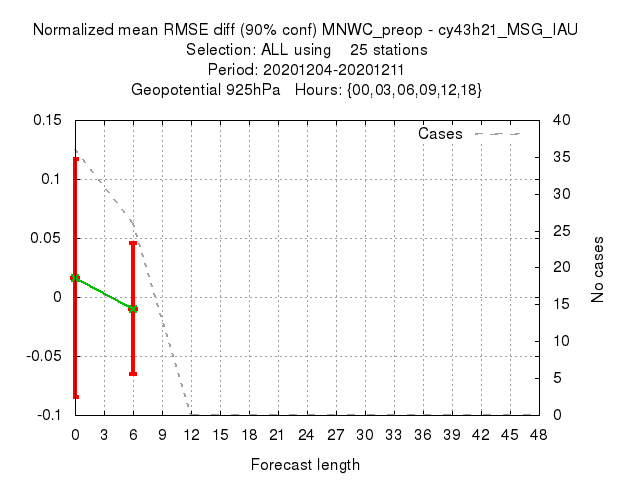 Normalized mean RMSE diff (90% conf) MNWC_preop - cy43h21_MSG_IAU
Selection: ALL using 25 stations
Period: 20201204-20201211
Geopotential 925hPa Hours: {00,03,06,09,12,18}
0.15
0.1
0.05
0
-0.05
-0.1
Cases
40
35
30
25
20
15
10
5
0
No cases
0 3 6 9 12 15 18 21 24 27 30 33 36 39 42 45 48
Forecast length